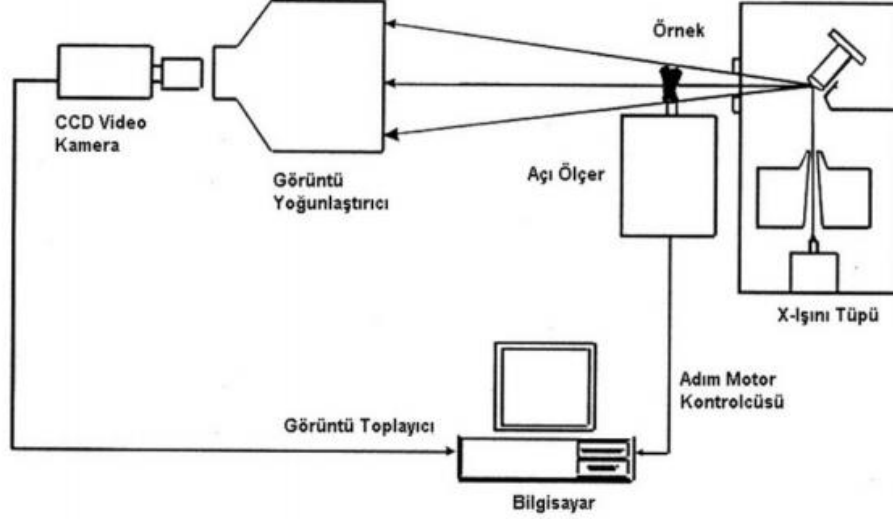 Örnek
CCD Video
Kamera
Görüntü
Yoğunlaştırıcı
Açı Ölçer
X-Işını Tüpü
Adım Motor
Kontrolcüsü
Görüntü Toplayıcı
Bilgisayar